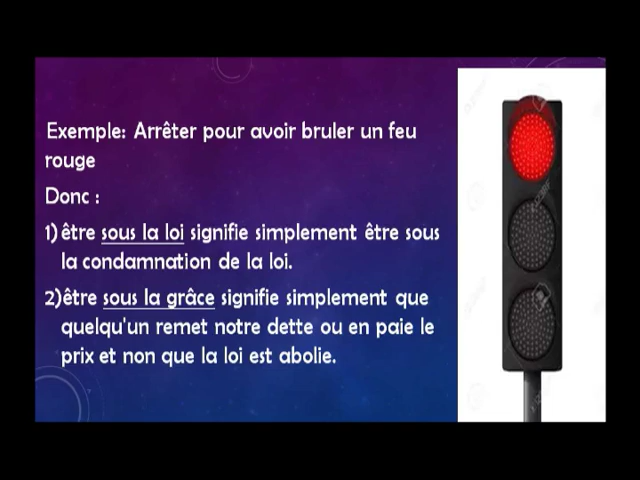 Exemple: Arrêter pour avoir bruler un feu
rouge
Donc :
1) être sous la loi signifie simplement être sous
la condamnation de la loi.
2)être sous la grâce signifie simplement que
quelqu'un remet notre dette ou en paie le
prix et non que la loi est abolie.